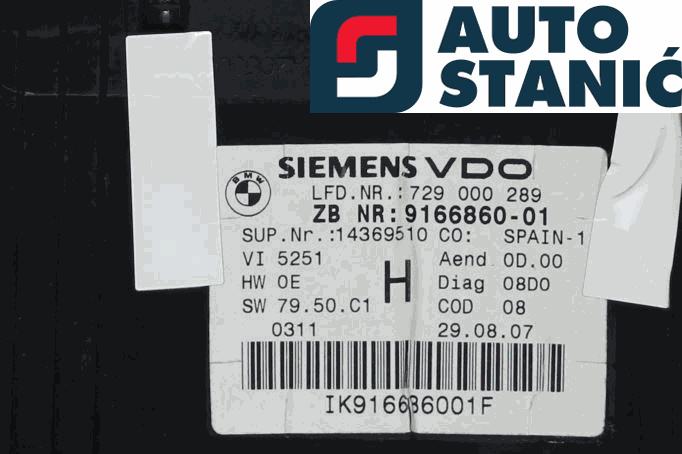 AUTO
STANIĆ
BMW
SIEMENS VDO
LFD.NR.:729 000 289
ZB NR:9166860-01
SUP.Nr.:14369510 CO: SPAIN-1
VI 5251 Aend 0D.00
HW 0E H Diag 08D0
SW 79.50.C1 COD 08
0311 29.08.07
IK916686001F